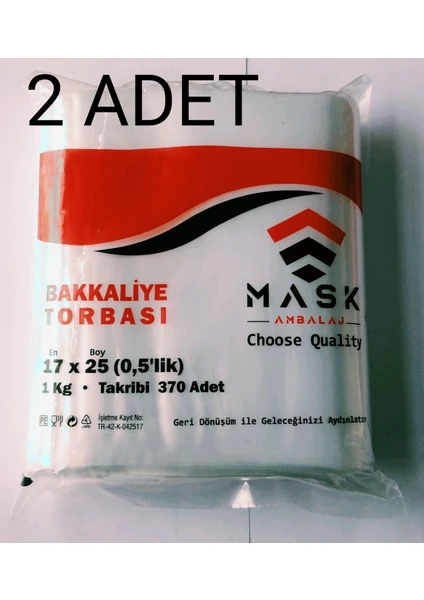 2 ADET
BAKKALİYE
TORBASI
En Boy
17 x 25 (0,5'lik)
1 Kg • Takribi 370 Adet
İşletme Kayıt No:
TR-42-K-042517
MASK
AMBALAJ
Choose Quality
Geri Dönüşüm ile Geleceğinizi Aydınlatın